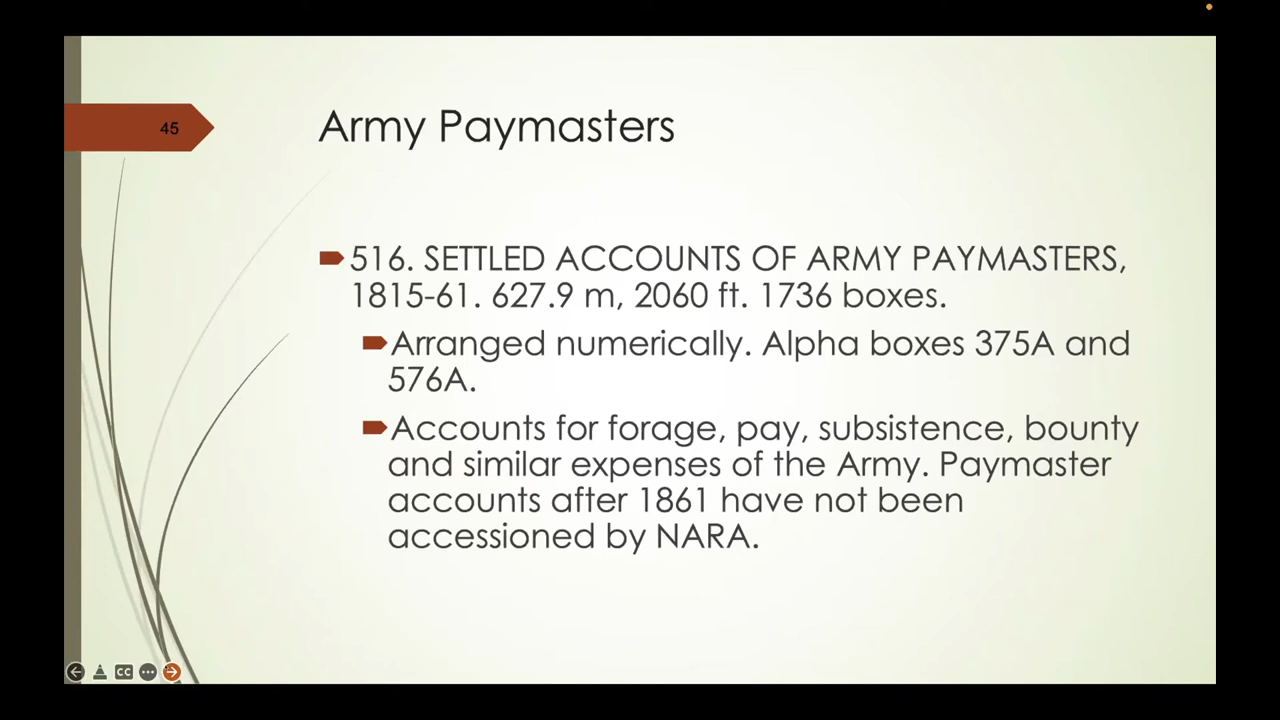 45
Army Paymasters
516. SETTLED ACCOUNTS OF ARMY PAYMASTERS,
1815-61. 627.9 m, 2060 ft. 1736 boxes.
Arranged numerically. Alpha boxes 375A and
576A.
Accounts for forage, pay, subsistence, bounty
and similar expenses of the Army. Paymaster
accounts after 1861 have not been
accessioned by NARA.
CC